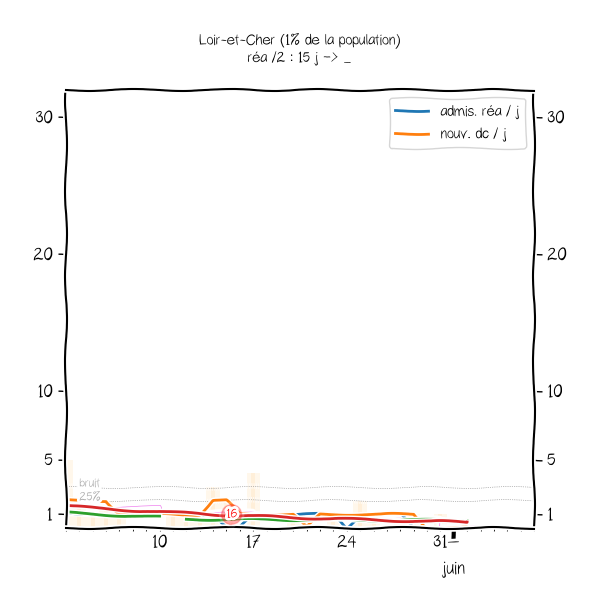 Loir-et-Cher (1% de la population)
réa /2 : 15 j -> _
admis. réa / j
nouv. dc / j
30 30
20 20
10 10
5 5
bruit
25%
16
1 1
10 17 24 31
juin